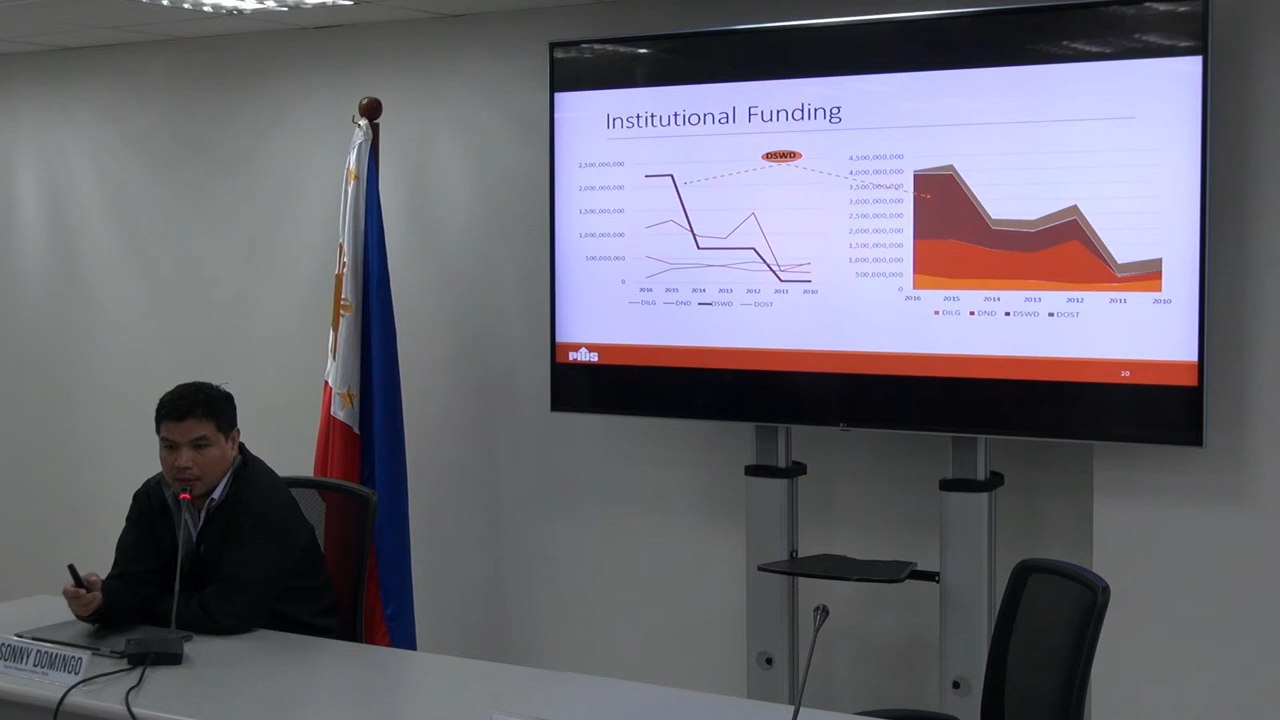 Institutional Funding
DSWD
2,500,000,000
2,000,000,000
1,500,000,000
1,000,000,000
500,000,000
0
2016 2015 2014 2013 2012 2011 2010
DILG DND DSWD DOST
4,500,000,000
4,000,000,000
3,500,000,000
3,000,000,000
2,500,000,000
2,000,000,000
1,500,000,000
1,000,000,000
500,000,000
0
2016 2015 2014 2013 2012 2011 2010
DILG DND DSWD DOST
PIDS
20
SONNY DOMINGO